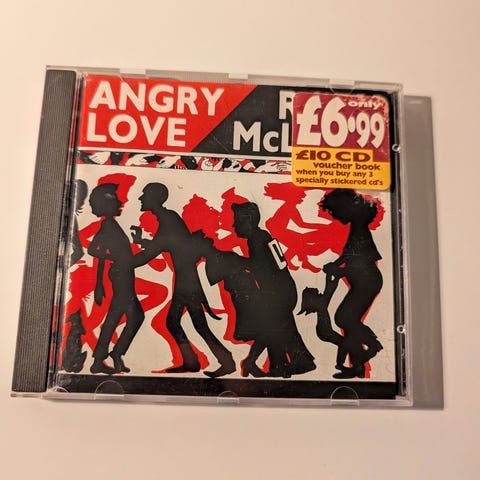 ANGRY
LOVE
R
McL
only
£6.99
£10 CD
voucher book
when you buy any 3
specially stickered cd's